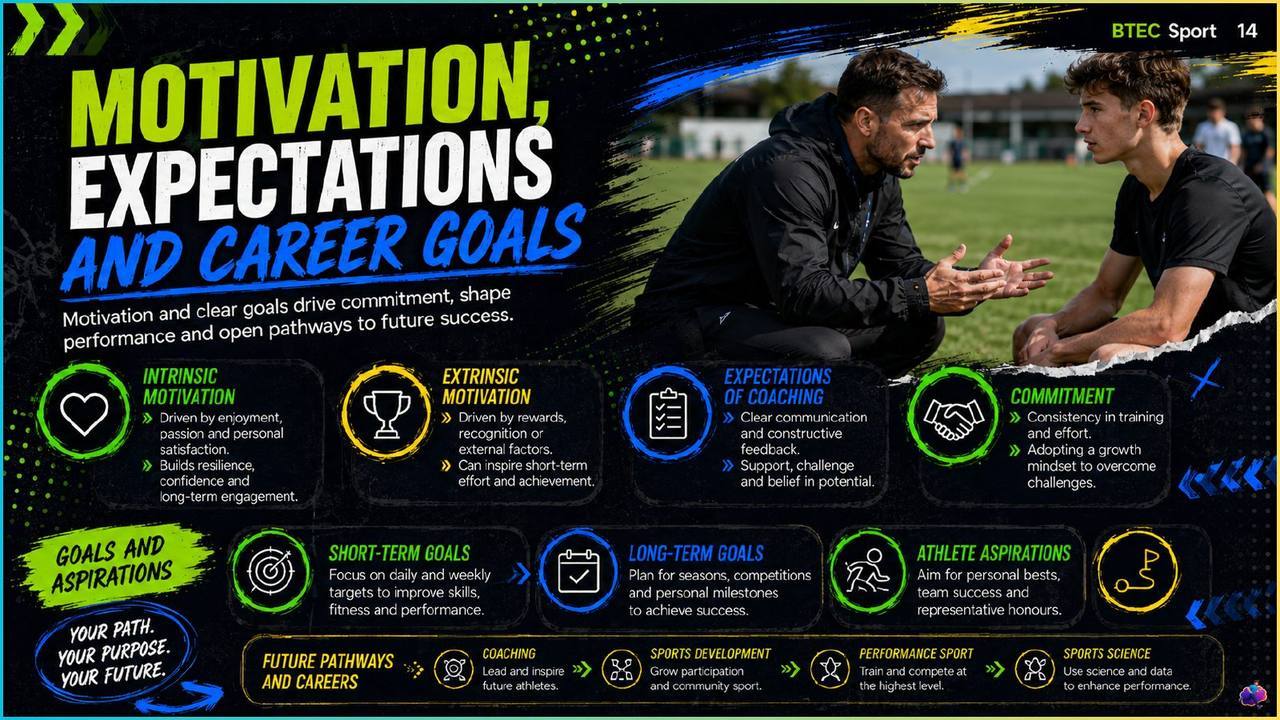 BTEC Sport 14
MOTIVATION,
EXPECTATIONS
AND CAREER GOALS
Motivation and clear goals drive commitment, shape
performance and open pathways to future success.
INTRINSIC
MOTIVATION
Driven by enjoyment,
passion and personal
satisfaction.
Builds resilience,
confidence and
long-term engagement.
EXTRINSIC
MOTIVATION
Driven by rewards,
recognition or
external factors.
Can inspire short-term
effort and achievement.
EXPECTATIONS
OF COACHING
Clear communication
and constructive
feedback.
Support, challenge
and belief in potential.
COMMITMENT
Consistency in training
and effort.
Adopting a growth
mindset to overcome
challenges.
GOALS AND
ASPIRATIONS
SHORT-TERM GOALS
Focus on daily and weekly
targets to improve skills,
fitness and performance.
LONG-TERM GOALS
Plan for seasons, competitions
and personal milestones
to achieve success.
ATHLETE ASPIRATIONS
Aim for personal bests,
team success and
representative honours.
YOUR PATH.
YOUR PURPOSE.
YOUR FUTURE.
FUTURE PATHWAYS
AND CAREERS
COACHING
Lead and inspire
future athletes.
SPORTS DEVELOPMENT
Grow participation
and community sport.
PERFORMANCE SPORT
Train and compete at
the highest level.
SPORTS SCIENCE
Use science and data
to enhance performance.